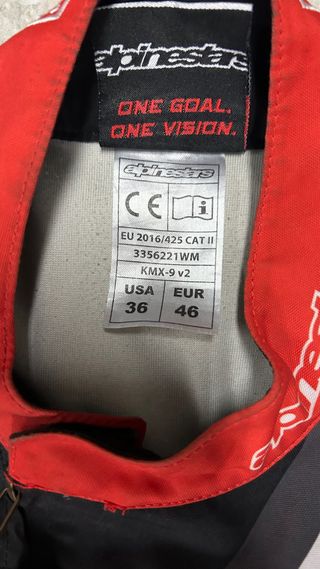 alpinestars
ONE GOAL.
ONE VISION.
alpinestars
CE i
EU 2016/425 CAT II
3356221WM
KMX-9 v2
USA EUR
36 46
alpinestars